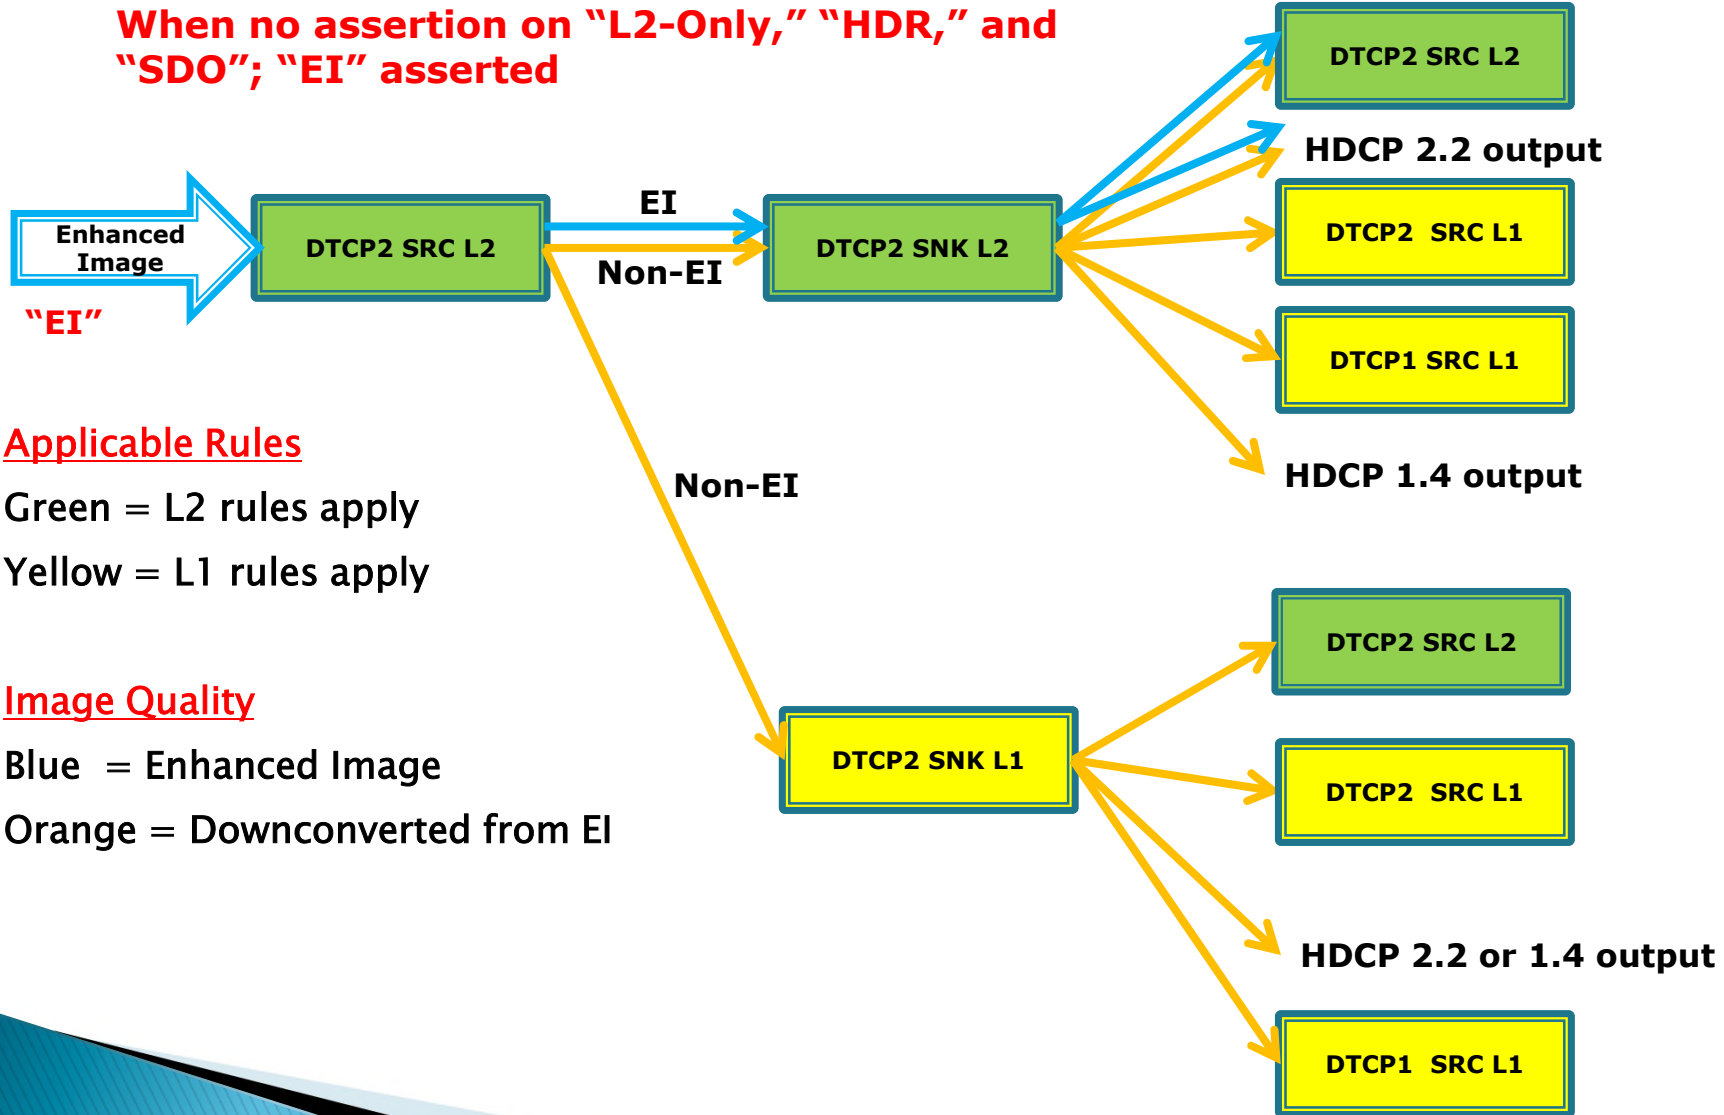 When no assertion on “L2-Only,” “HDR,” and
“SDO”; “EI” asserted
Enhanced
Image
“EI”
DTCP2 SRC L2
EI
Non-EI
DTCP2 SNK L2
DTCP2 SRC L2
HDCP 2.2 output
DTCP2 SRC L1
DTCP1 SRC L1
HDCP 1.4 output
Non-EI
Applicable Rules
Green = L2 rules apply
Yellow = L1 rules apply
Image Quality
Blue = Enhanced Image
Orange = Downconverted from EI
DTCP2 SNK L1
DTCP2 SRC L2
DTCP2 SRC L1
HDCP 2.2 or 1.4 output
DTCP1 SRC L1